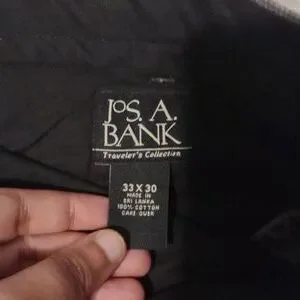 JOS. A.
BANK
Traveler's Collection
33 X 30
MADE IN
SRI LANKA
100% COTTON
CARE OVER